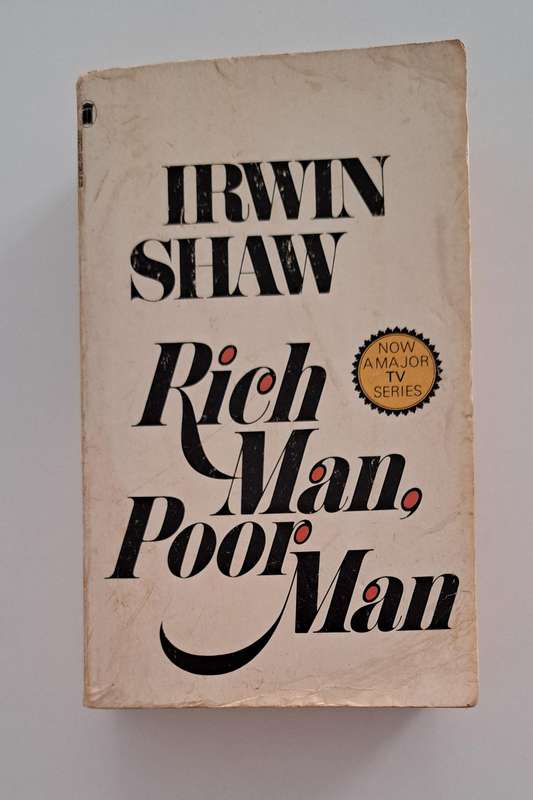 IRWIN
SHAW
Rich
Man,
Poor
Man
NOW
A MAJOR
TV
SERIES